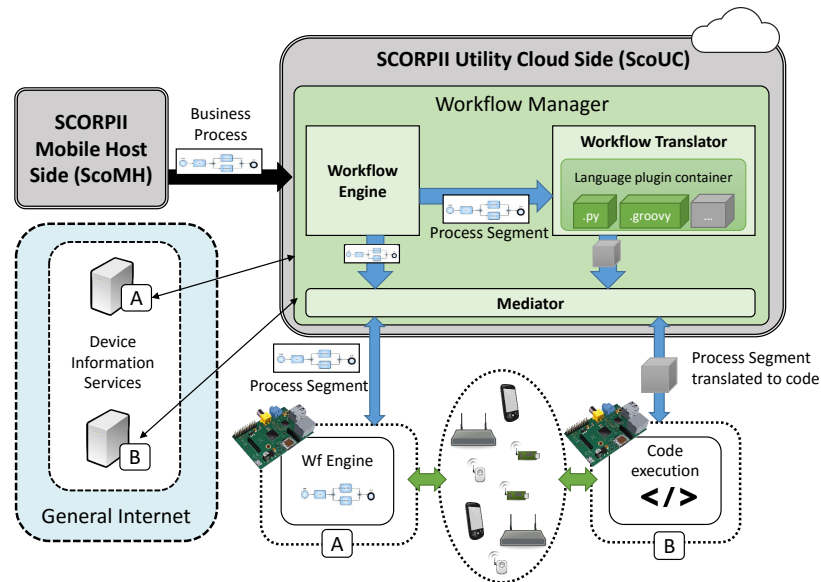 SCORPII Utility Cloud Side (ScoUC)
Workflow Manager
SCORPII
Mobile Host
Side (ScoMH)
Business
Process
Workflow
Engine
Process Segment
Workflow Translator
Language plugin container
.py
.groovy
...
Mediator
A
Device
Information
Services
B
General Internet
Process Segment
Process Segment
translated to code
Wf Engine
A
Code
execution
</>
B